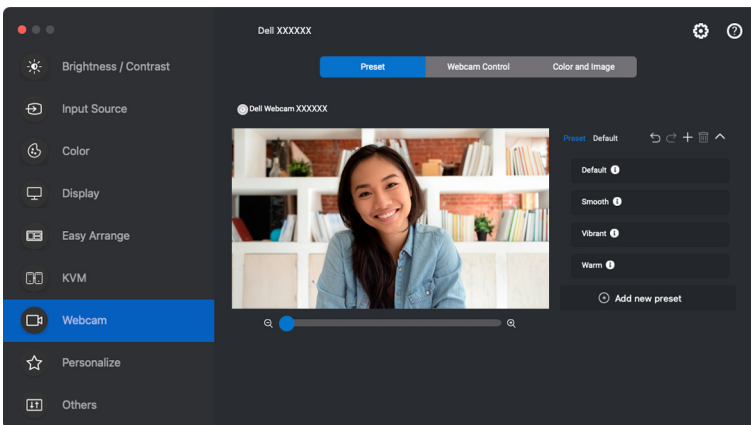 Dell XXXXXX
Brightness / Contrast
Input Source
Color
Display
Easy Arrange
KVM
Webcam
Personalize
Others
Preset Webcam Control Color and Image
Dell Webcam XXXXXX
Preset Default
Default
Smooth
Vibrant
Warm
Add new preset